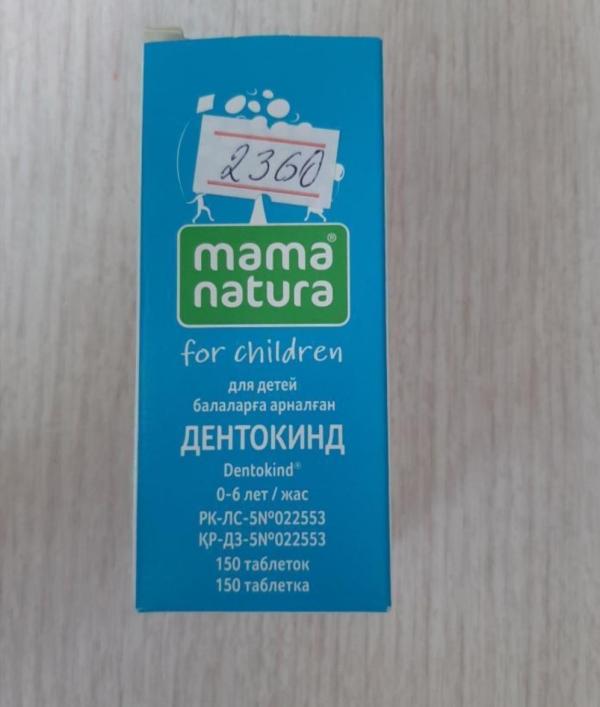 2360
mama®
natura
for children
для детей
балаларға арналған
ДЕНТОКИНД
Dentokind®
0-6 лет / жас
РК-ЛС-5№022553
ҚР-ДЗ-5№022553
150 таблеток
150 таблетка